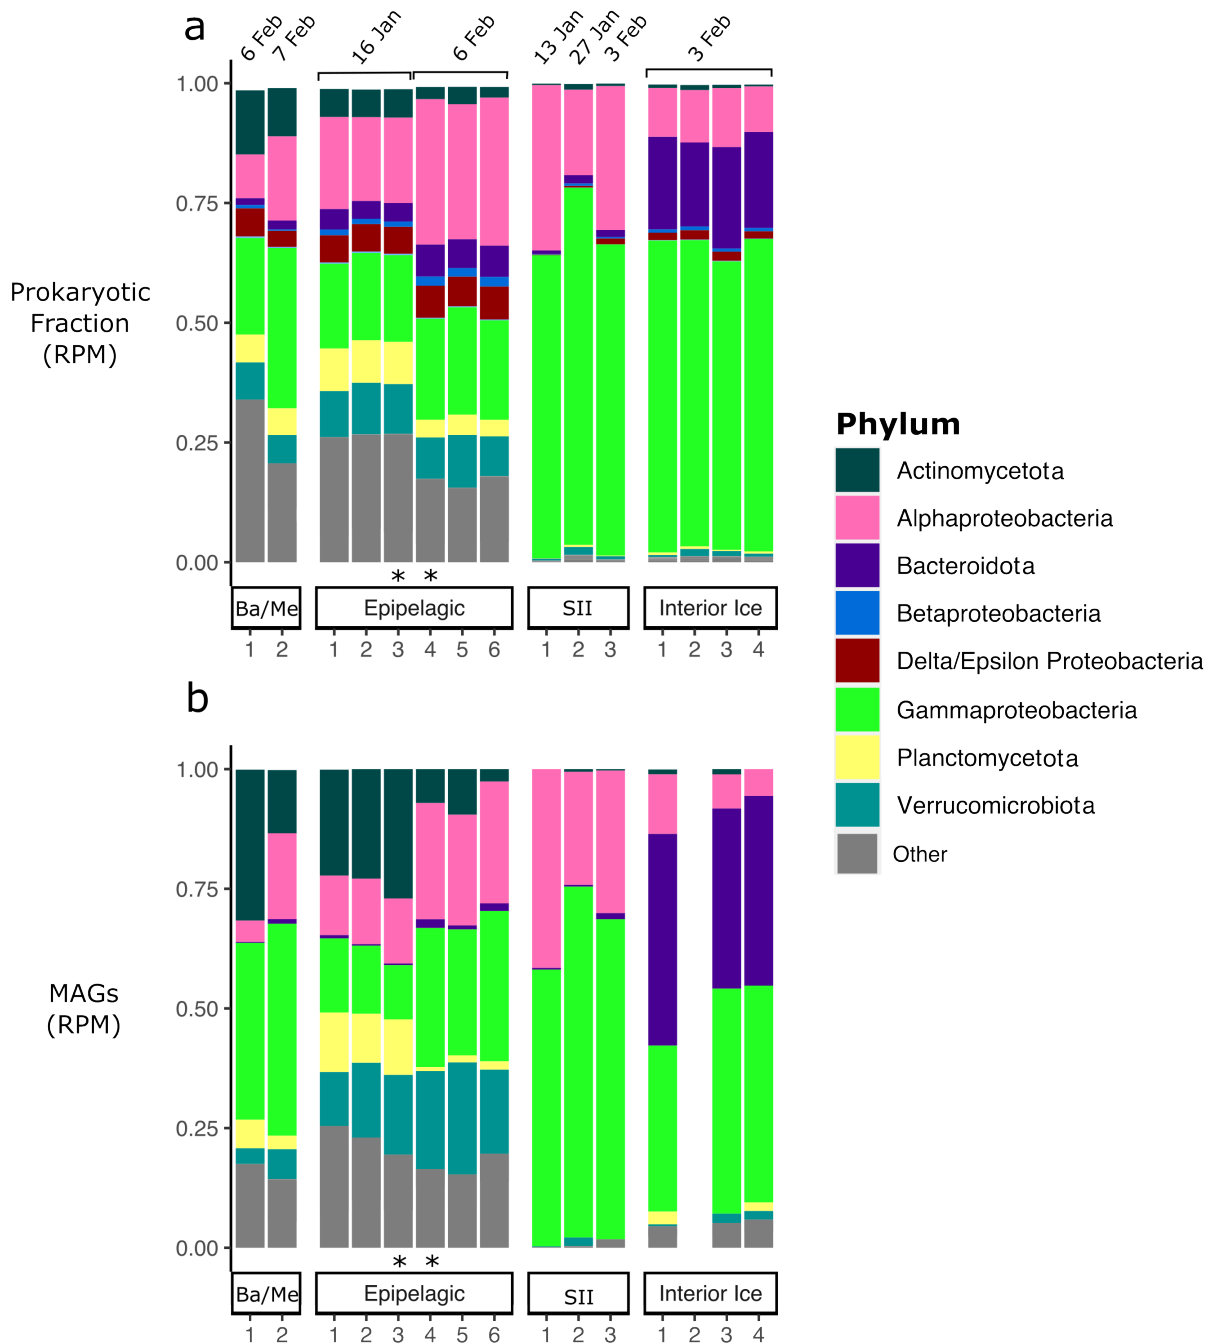 a
6 Feb
7 Feb
16 Jan
6 Feb
13 Jan
27 Jan
3 Feb
3 Feb
1.00
0.75
0.50
0.25
0.00
Prokaryotic
Fraction
(RPM)
* *
Ba/Me Epipelagic SII Interior Ice
1 2 1 2 3 4 5 6 1 2 3 1 2 3 4
Phylum
Actinomycetota
Alphaproteobacteria
Bacteroidota
Betaproteobacteria
Delta/Epsilon Proteobacteria
Gammaproteobacteria
Planctomycetota
Verrucomicrobiota
Other
b
1.00
0.75
0.50
0.25
0.00
MAGs
(RPM)
* *
Ba/Me Epipelagic SII Interior Ice
1 2 1 2 3 4 5 6 1 2 3 1 2 3 4